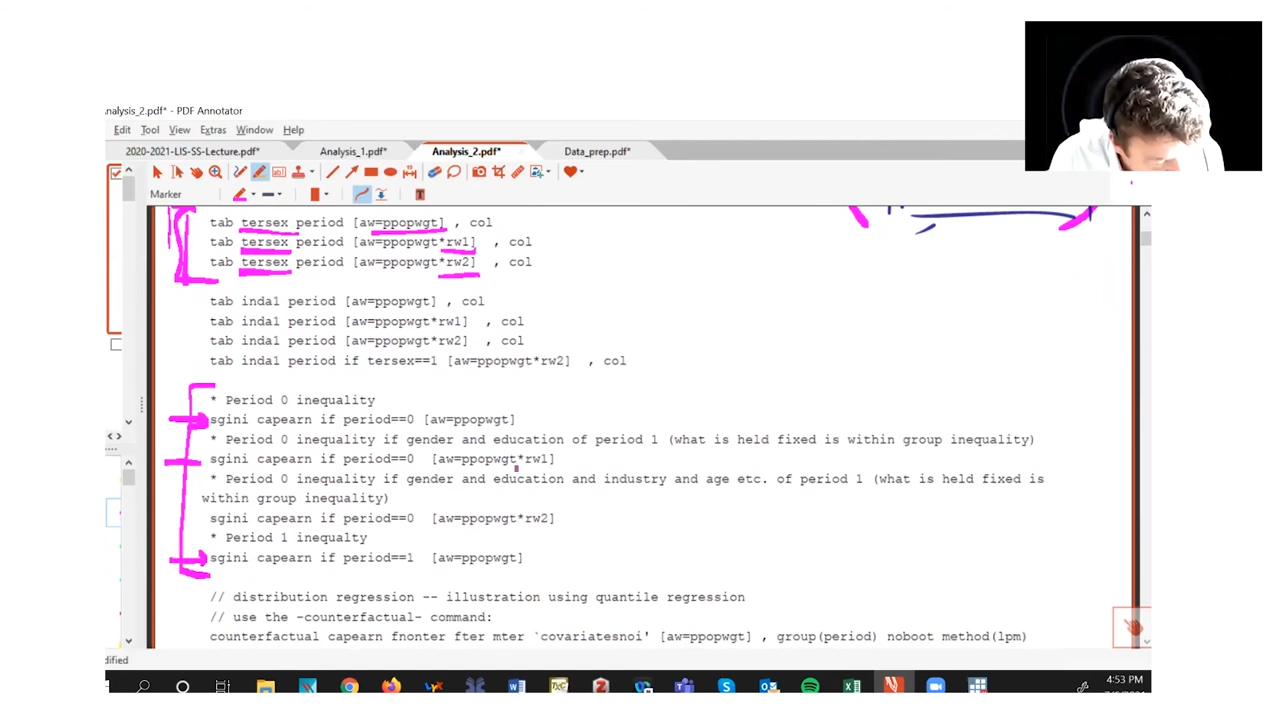 nalysis_2.pdf* - PDF Annotator
Edit Tool View Extras Window Help
2020-2021-LIS-SS-Lecture.pdf* Analysis_1.pdf* Analysis_2.pdf* Data_prep.pdf*
Marker
tab tersex period [aw=ppopwgt] , col
tab tersex period [aw=ppopwgt*rw1] , col
tab tersex period [aw=ppopwgt*rw2] , col
tab inda1 period [aw=ppopwgt] , col
tab inda1 period [aw=ppopwgt*rw1] , col
tab inda1 period [aw=ppopwgt*rw2] , col
tab inda1 period if tersex==1 [aw=ppopwgt*rw2] , col
* Period 0 inequality
sgini capearn if period==0 [aw=ppopwgt]
* Period 0 inequality if gender and education of period 1 (what is held fixed is within group inequality)
sgini capearn if period==0 [aw=ppopwgt*rw1]
* Period 0 inequality if gender and education and industry and age etc. of period 1 (what is held fixed is
within group inequality)
sgini capearn if period==0 [aw=ppopwgt*rw2]
* Period 1 inequalty
sgini capearn if period==1 [aw=ppopwgt]
// distribution regression -- illustration using quantile regression
// use the -counterfactual- command:
counterfactual capearn fnonter fter mter `covariatesnoi' [aw=ppopwgt] , group(period) noboot method(lpm)
dified
4:53 PM